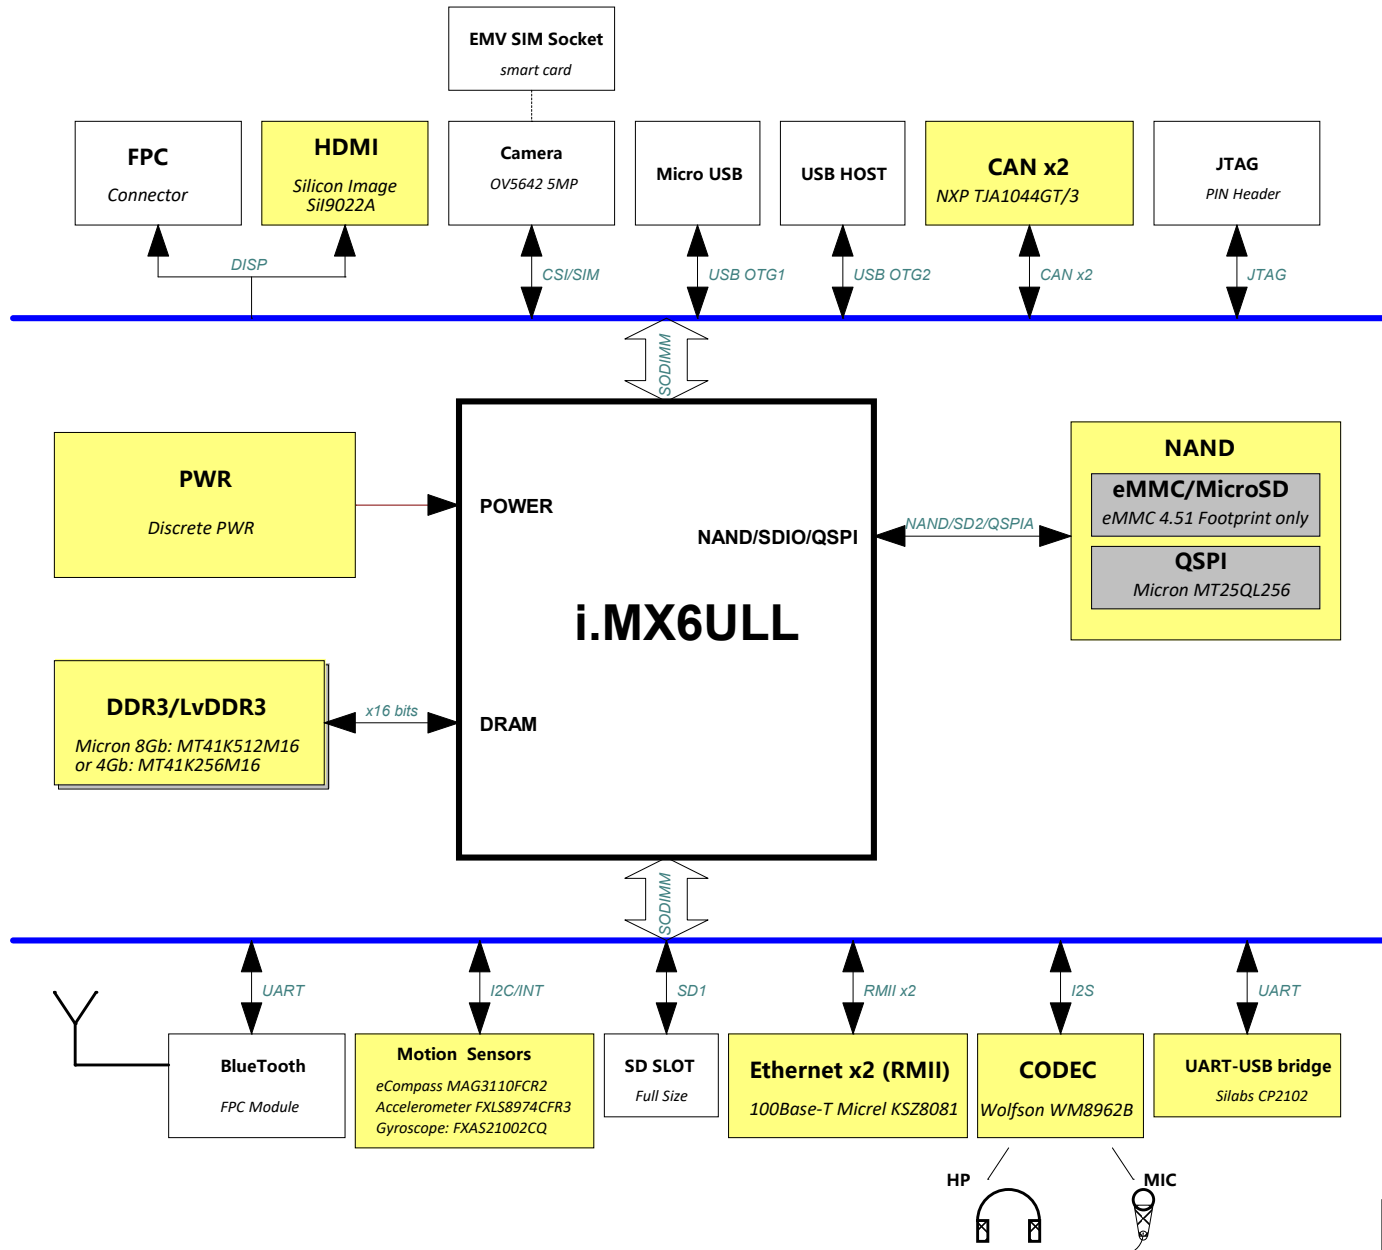 EMV SIM Socket
smart card
FPC
Connector
HDMI
Silicon Image
SiI9022A
Camera
OV5642 5MP
Micro USB
USB HOST
CAN x2
NXP TJA1044GT/3
JTAG
PIN Header
DISP
CSI/SIM
USB OTG1
USB OTG2
CAN x2
JTAG
SODIMM
PWR
Discrete PWR
POWER
NAND/SDIO/QSPI
NAND/SD2/QSPIA
NAND
eMMC/MicroSD
eMMC 4.51 Footprint only
QSPI
Micron MT25QL256
i.MX6ULL
DDR3/LvDDR3
Micron 8Gb: MT41K512M16
or 4Gb: MT41K256M16
x16 bits
DRAM
SODIMM
UART
I2C/INT
SD1
RMII x2
I2S
UART
BlueTooth
FPC Module
Motion Sensors
eCompass MAG3110FCR2
Accelerometer FXLS8974CFR3
Gyroscope: FXAS21002CQ
SD SLOT
Full Size
Ethernet x2 (RMII)
100Base-T Micrel KSZ8081
CODEC
Wolfson WM8962B
UART-USB bridge
Silabs CP2102
HP
MIC